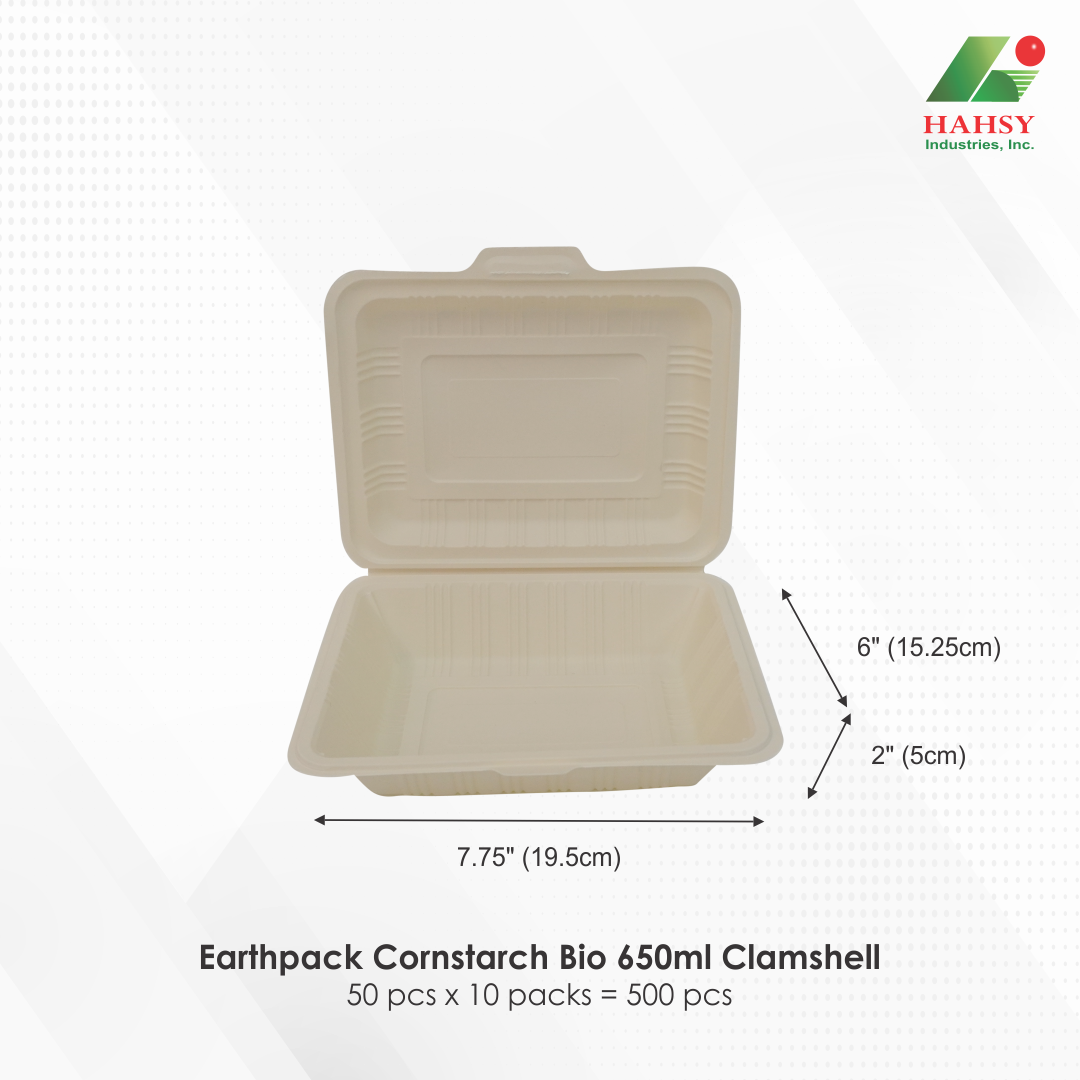 HAHSY
Industries, Inc.
6" (15.25cm)
2" (5cm)
7.75" (19.5cm)
Earthpack Cornstarch Bio 650ml Clamshell
50 pcs x 10 packs = 500 pcs